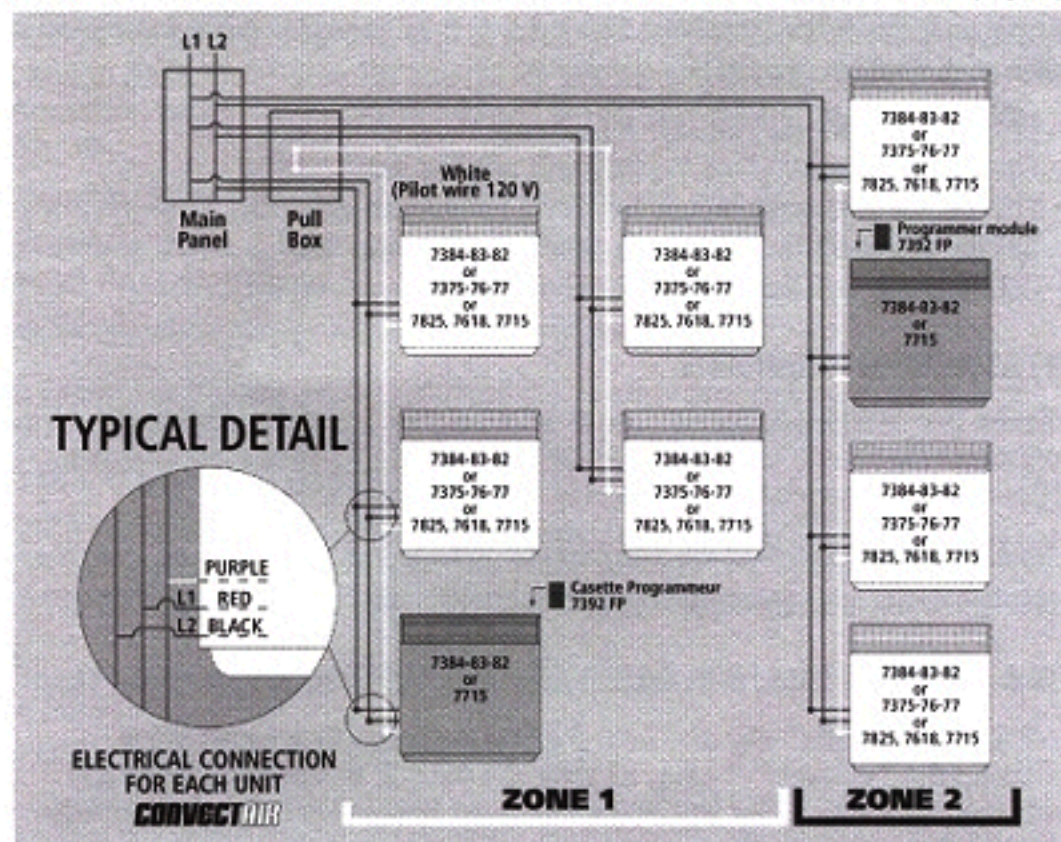 L1 L2
Main
Panel
Pull
Box
White
(Pilot wire 120 V)
7384-83-82
or
7375-76-77
or
7825, 7618, 7715
7384-83-82
or
7375-76-77
or
7825, 7618, 7715
7384-83-82
or
7375-76-77
or
7825, 7618, 7715
Programmer module
7392 FP
7384-83-82
or
7715
TYPICAL DETAIL
PURPLE
L1 RED
L2 BLACK
7384-83-82
or
7375-76-77
or
7825, 7618, 7715
7384-83-82
or
7375-76-77
or
7825, 7618, 7715
7384-83-82
or
7375-76-77
or
7825, 7618, 7715
Casette Programmeur
7392 FP
7384-83-82
or
7715
7384-83-82
or
7375-76-77
or
7825, 7618, 7715
ELECTRICAL CONNECTION
FOR EACH UNIT
CONVECTAIR
ZONE 1
ZONE 2